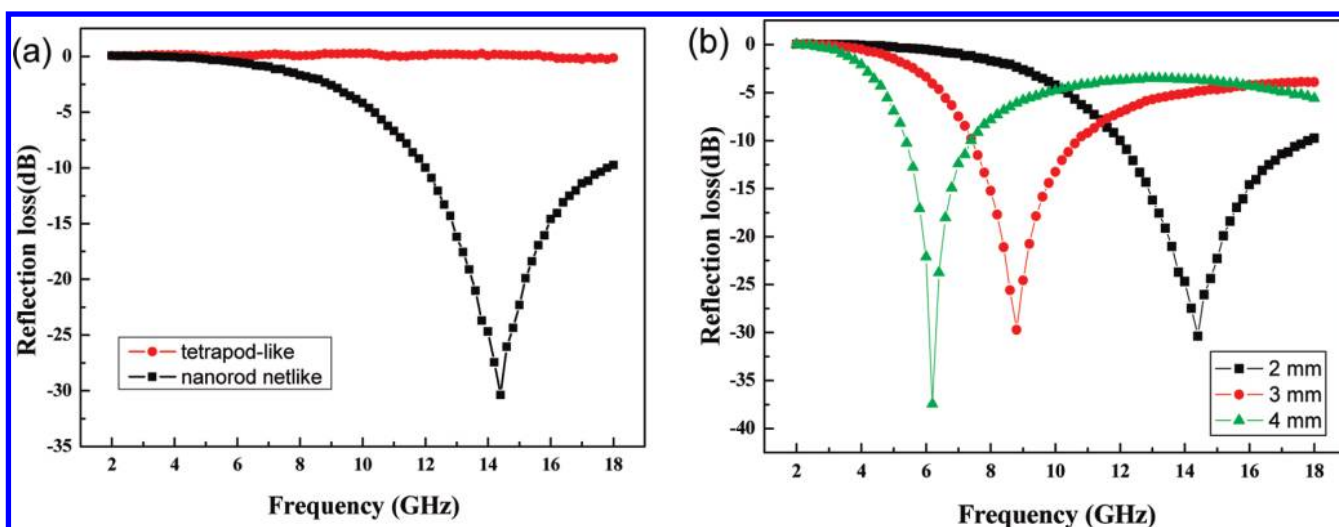 (a)
Reflection loss(dB)
5
0
-5
-10
-15
-20
-25
-30
-35
tetrapod-like
nanorod netlike
2 4 6 8 10 12 14 16 18
Frequency (GHz)
(b)
Reflection loss(dB)
0
-5
-10
-15
-20
-25
-30
-35
-40
2 mm
3 mm
4 mm
2 4 6 8 10 12 14 16 18
Frequency (GHz)